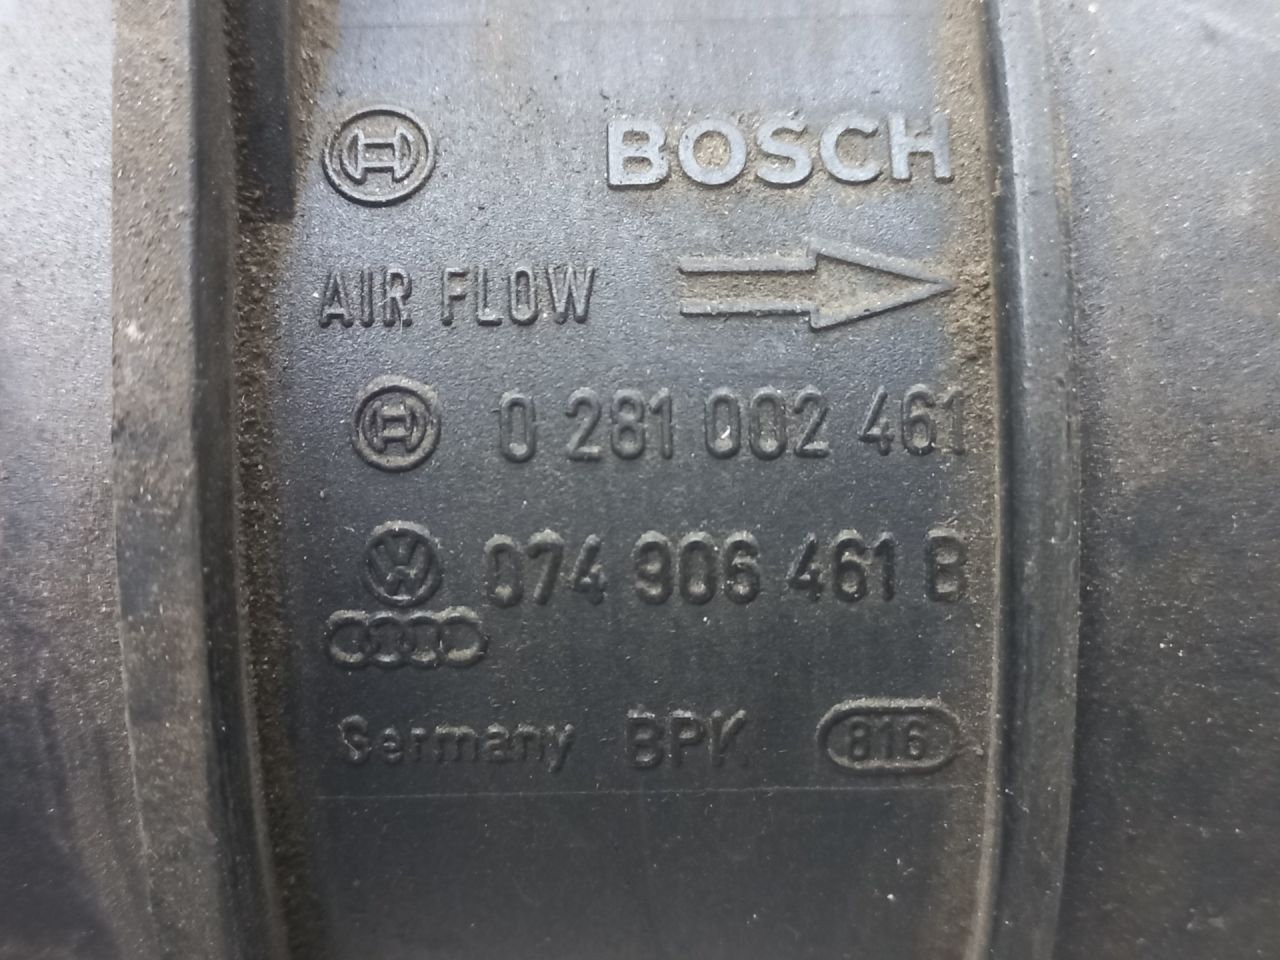 BOSCH
AIR FLOW
0 281 002 461
074 906 461 B
Germany BPK 816